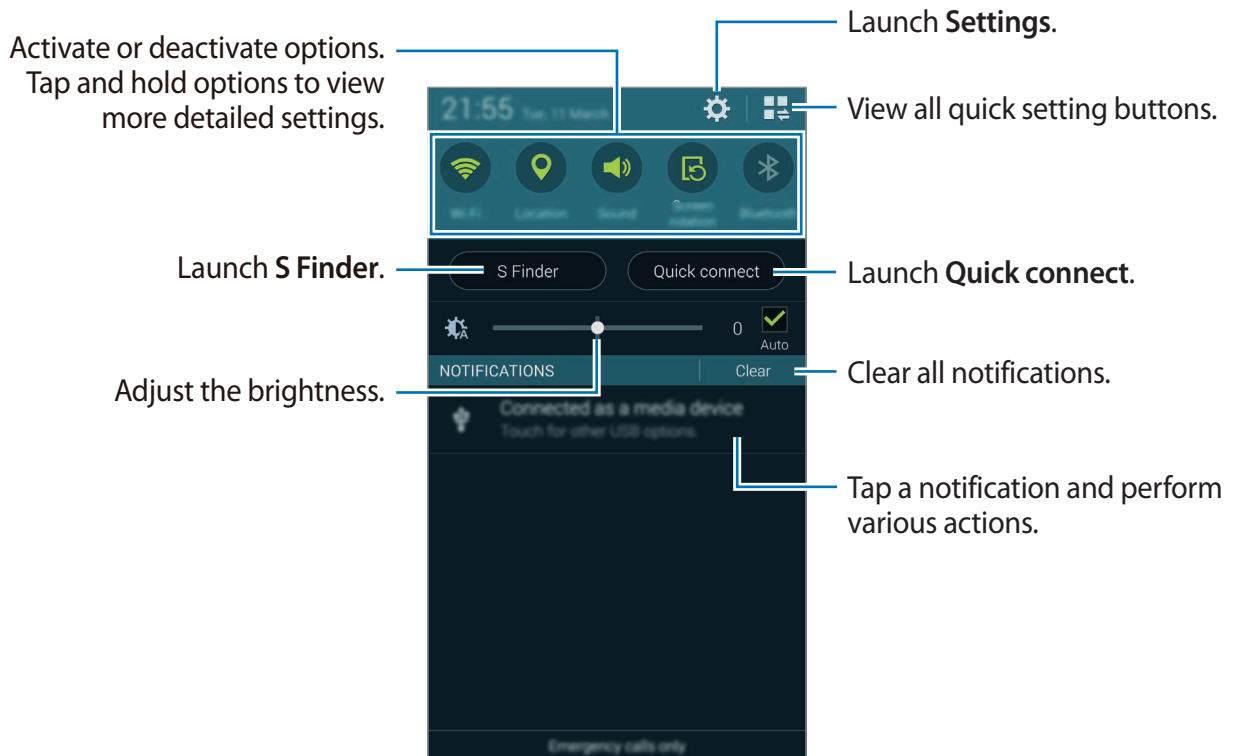 Launch Settings.
Activate or deactivate options.
Tap and hold options to view
more detailed settings.
21:55 Tue, 11 March
View all quick setting buttons.
Wi-Fi Location Sound Screen rotation Bluetooth
Launch S Finder.
S Finder
Quick connect
Launch Quick connect.
0
Auto
NOTIFICATIONS
Clear
Clear all notifications.
Adjust the brightness.
Connected as a media device
Touch for other USB options.
Tap a notification and perform
various actions.
Emergency calls only